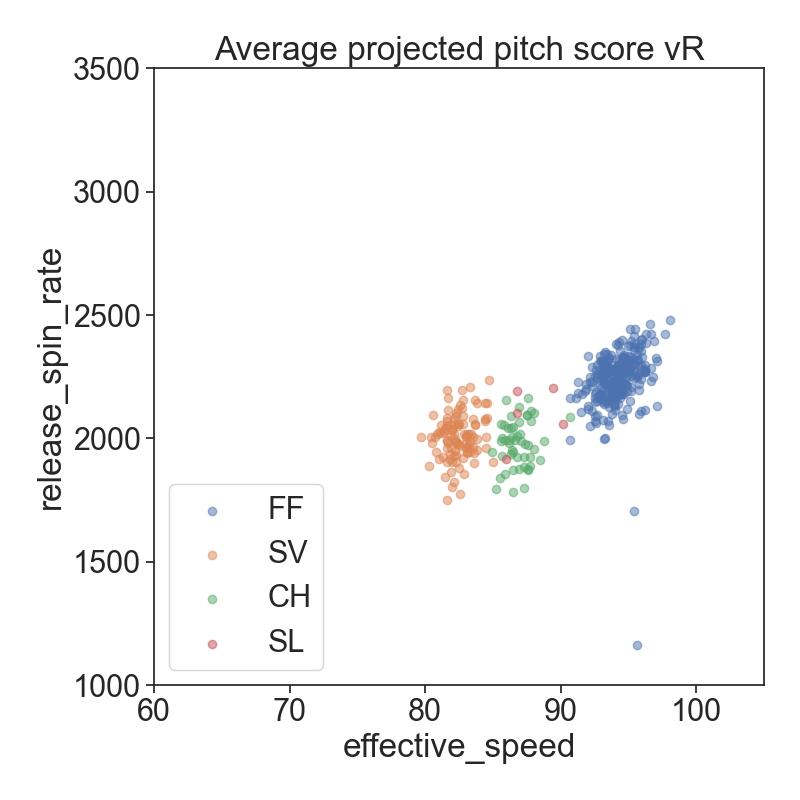 Average projected pitch score vR
3500
3000
2500
2000
1500
1000
release_spin_rate
FF
SV
CH
SL
60 70 80 90 100
effective_speed